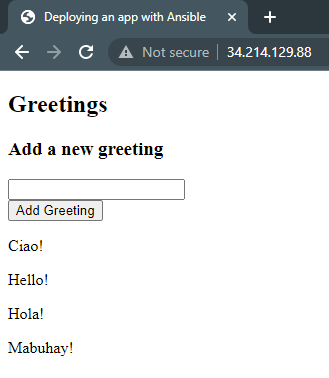 Deploying an app with Ansible
Not secure 34.214.129.88
Greetings
Add a new greeting
Add Greeting
Ciao!
Hello!
Hola!
Mabuhay!